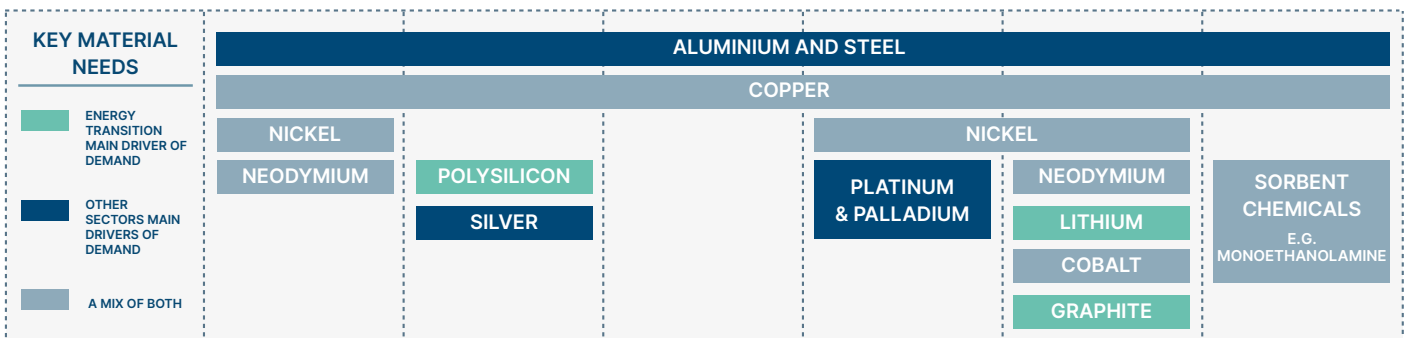 KEY MATERIAL
NEEDS
ENERGY
TRANSITION
MAIN DRIVER OF
DEMAND
OTHER
SECTORS MAIN
DRIVERS OF
DEMAND
A MIX OF BOTH
ALUMINIUM AND STEEL
COPPER
NICKEL
NICKEL
NEODYMIUM
POLYSILICON
SILVER
PLATINUM
& PALLADIUM
NEODYMIUM
LITHIUM
COBALT
GRAPHITE
SORBENT
CHEMICALS
E.G.
MONOETHANOLAMINE